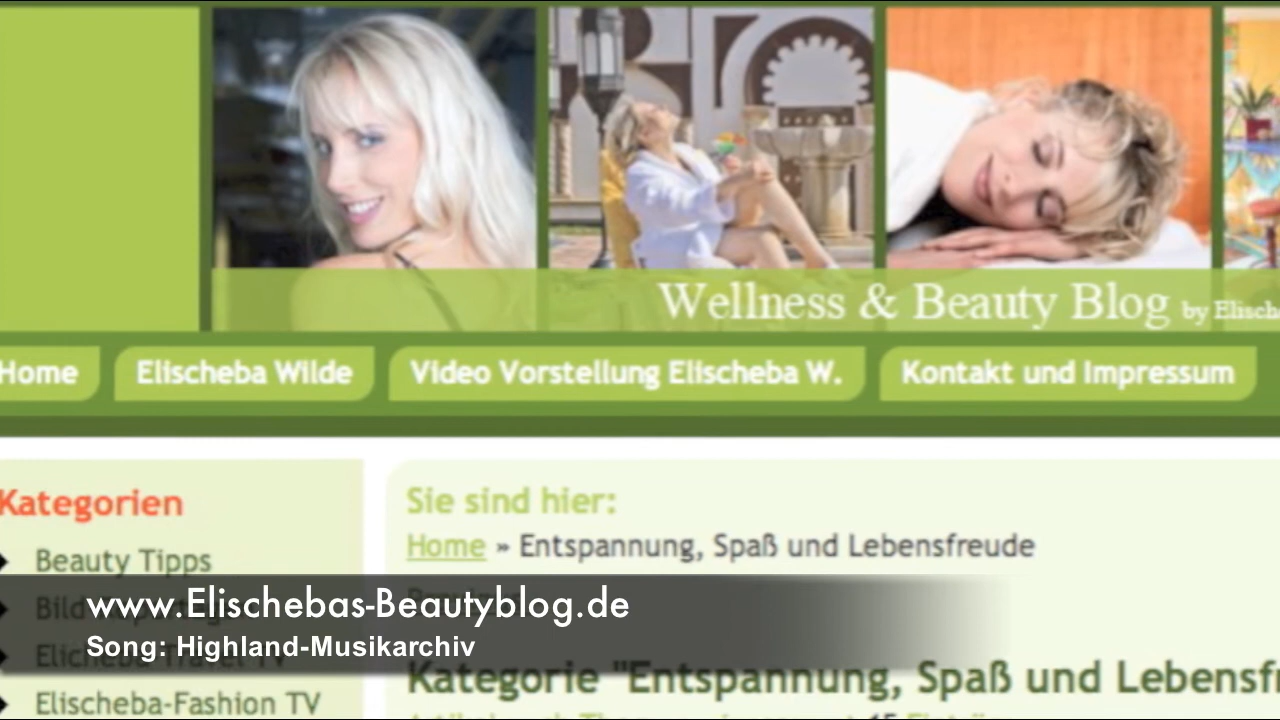 Wellness & Beauty Blog by
Home
Elischeba Wilde
Video Vorstellung Elischeba W.
Kontakt und Impressum
Kategorien
Beauty Tipps
Elischeba-Fashion TV
Sie sind hier:
Home » Entspannung, Spaß und Lebensfreude
Kategorie "Entspannung, Spaß und Lebensf
www.Elischebas-Beautyblog.de
Song: Highland-Musikarchiv